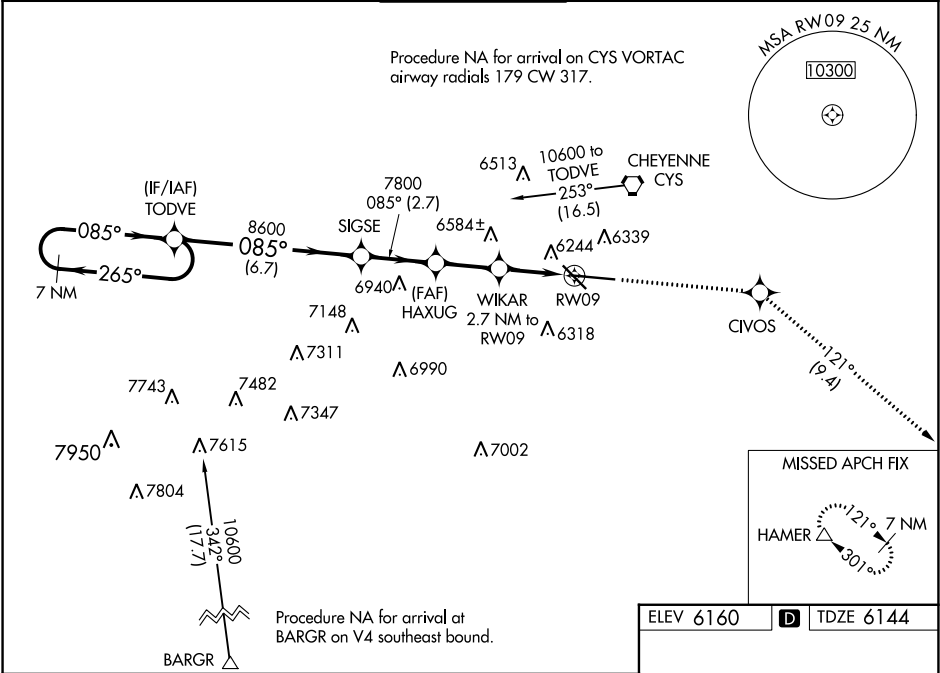 Procedure NA for arrival on CYS VORTAC
airway radials 179 CW 317.
MSA RW09 25 NM
10300
6513
10600 to
TODVE
253°
(16.5)
CHEYENNE
CYS
(IF/IAF)
TODVE
085°
265°
7 NM
8600
085°
(6.7)
SIGSE
7800
085° (2.7)
6584±
6244
6339
6940
(FAF)
HAXUG
WIKAR
2.7 NM to
RW09
RW09
6318
CIVOS
121°
(9.4)
7148
7311
6990
7743
7482
7347
7950
7615
7002
7804
10600
342°
(17.7)
BARGR
Procedure NA for arrival at
BARGR on V4 southeast bound.
MISSED APCH FIX
HAMER
121°
7 NM
301°
ELEV 6160
D
TDZE 6144